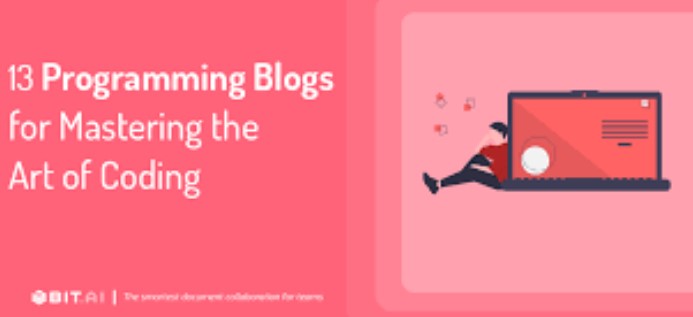 13 Programming Blogs
for Mastering the
Art of Coding
BIT.AI | The smartest document collaboration for teams